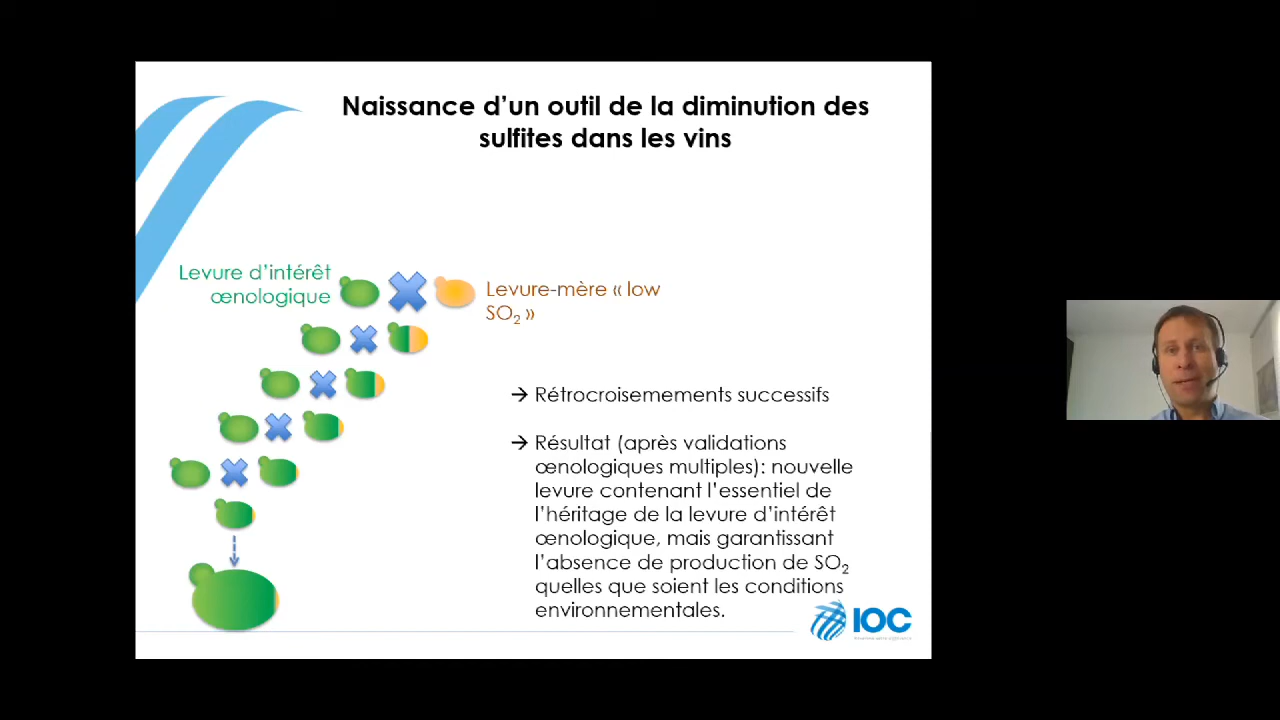 Naissance d’un outil de la diminution des
sulfites dans les vins
Levure d’intérêt
œnologique
Levure-mère « low
SO₂ »
→ Rétrocroisemements successifs
→ Résultat (après validations
œnologiques multiples): nouvelle
levure contenant l’essentiel de
l’héritage de la levure d’intérêt
œnologique, mais garantissant
l’absence de production de SO₂
quelles que soient les conditions
environnementales.
IOC